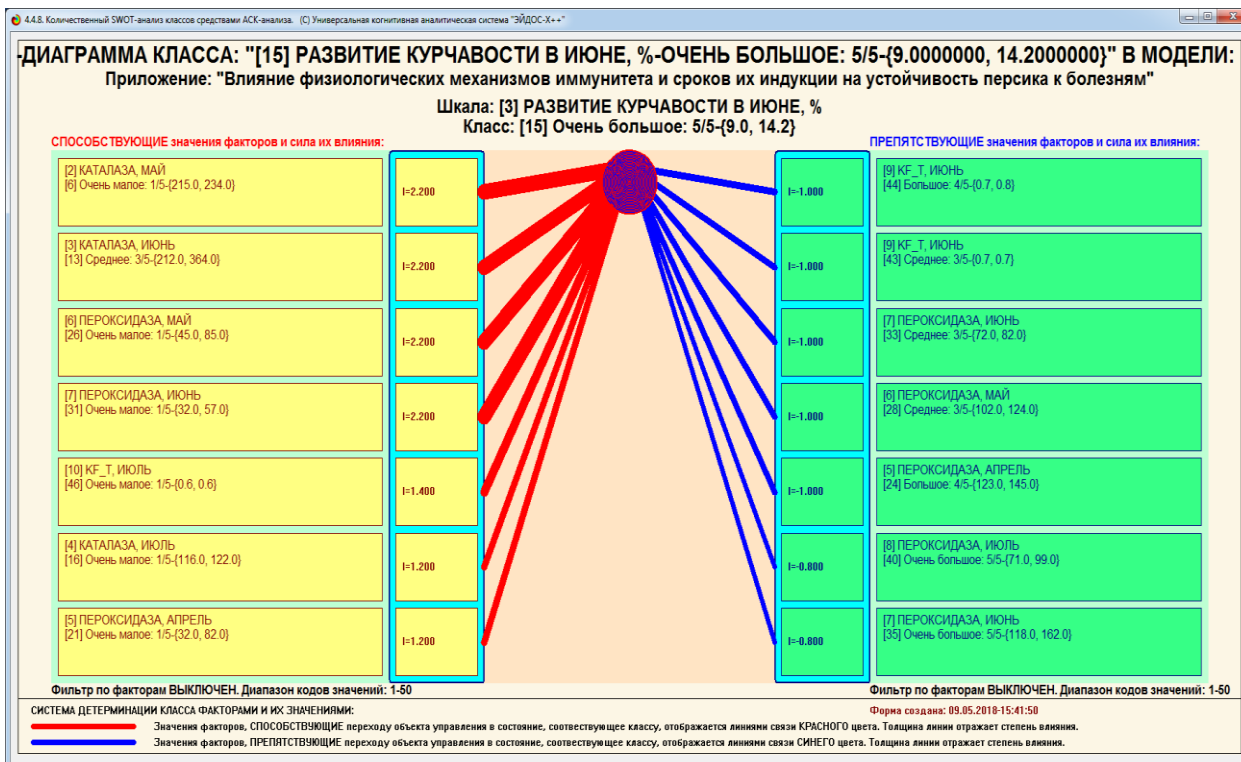 4.4.8. Количественный SWOT-анализ классов средствами АСК-анализа. (C) Универсальная когнитивная аналитическая система "ЭЙДОС-X++"
-ДИАГРАММА КЛАССА: "[15] РАЗВИТИЕ КУРЧАВОСТИ В ИЮНЕ, %-ОЧЕНЬ БОЛЬШОЕ: 5/5-{9.0000000, 14.2000000}" В МОДЕЛИ:
Приложение: "Влияние физиологических механизмов иммунитета и сроков их индукции на устойчивость персика к болезням"
Шкала: [3] РАЗВИТИЕ КУРЧАВОСТИ В ИЮНЕ, %
Класс: [15] Очень большое: 5/5-{9.0, 14.2}
СПОСОБСТВУЮЩИЕ значения факторов и сила их влияния:
[2] КАТАЛАЗА, МАЙ
[6] Очень малое: 1/5-{215.0, 234.0}
I=2.200
[3] КАТАЛАЗА, ИЮНЬ
[13] Среднее: 3/5-{212.0, 364.0}
I=2.200
[6] ПЕРОКСИДАЗА, МАЙ
[26] Очень малое: 1/5-{45.0, 85.0}
I=2.200
[7] ПЕРОКСИДАЗА, ИЮНЬ
[31] Очень малое: 1/5-{32.0, 57.0}
I=2.200
[10] KF_T, ИЮЛЬ
[46] Очень малое: 1/5-{0.6, 0.6}
I=1.400
[4] КАТАЛАЗА, ИЮЛЬ
[16] Очень малое: 1/5-{116.0, 122.0}
I=1.200
[5] ПЕРОКСИДАЗА, АПРЕЛЬ
[21] Очень малое: 1/5-{32.0, 82.0}
I=1.200
Фильтр по факторам ВЫКЛЮЧЕН. Диапазон кодов значений: 1-50
ПРЕПЯТСТВУЮЩИЕ значения факторов и сила их влияния:
I=-1.000
[9] KF_T, ИЮНЬ
[44] Большое: 4/5-{0.7, 0.8}
I=-1.000
[9] KF_T, ИЮНЬ
[43] Среднее: 3/5-{0.7, 0.7}
I=-1.000
[7] ПЕРОКСИДАЗА, ИЮНЬ
[33] Среднее: 3/5-{72.0, 82.0}
I=-1.000
[6] ПЕРОКСИДАЗА, МАЙ
[28] Среднее: 3/5-{102.0, 124.0}
I=-1.000
[5] ПЕРОКСИДАЗА, АПРЕЛЬ
[24] Большое: 4/5-{123.0, 145.0}
I=-0.800
[8] ПЕРОКСИДАЗА, ИЮЛЬ
[40] Очень большое: 5/5-{71.0, 99.0}
I=-0.800
[7] ПЕРОКСИДАЗА, ИЮНЬ
[35] Очень большое: 5/5-{118.0, 162.0}
Фильтр по факторам ВЫКЛЮЧЕН. Диапазон кодов значений: 1-50
СИСТЕМА ДЕТЕРМИНАЦИИ КЛАССА ФАКТОРАМИ И ИХ ЗНАЧЕНИЯМИ:
Форма создана: 09.05.2018-15:41:50
Значения факторов, СПОСОБСТВУЮЩИЕ переходу объекта управления в состояние, соотвествующее классу, отображается линиями связи КРАСНОГО цвета. Толщина линии отражает степень влияния.
Значения факторов, ПРЕПЯТСТВУЮЩИЕ переходу объекта управления в состояние, соотвествующее классу, отображается линиями связи СИНЕГО цвета. Толщина линии отражает степень влияния.